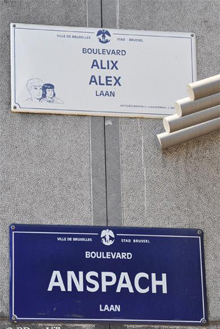 VILLE DE BRUXELLES STAD BRUSSEL
BOULEVARD
ALIX
ALEX
LAAN
VILLE DE BRUXELLES STAD BRUSSEL
BOULEVARD
ANSPACH
LAAN